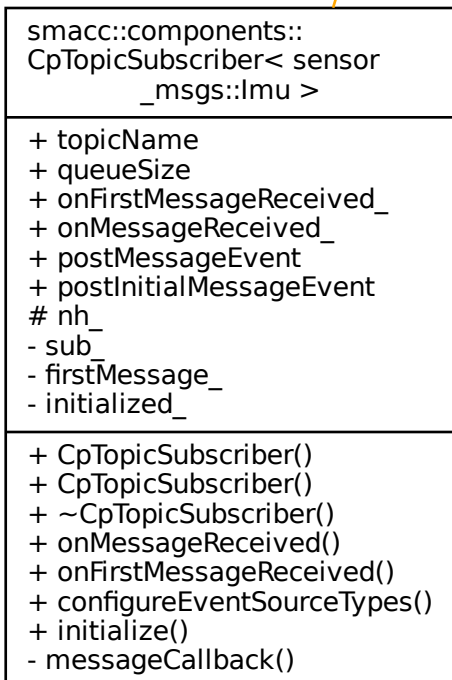 smacc::components::
CpTopicSubscriber< sensor
_msgs::Imu >
+ topicName
+ queueSize
+ onFirstMessageReceived_
+ onMessageReceived_
+ postMessageEvent
+ postInitialMessageEvent
# nh_
- sub_
- firstMessage_
- initialized_
+ CpTopicSubscriber()
+ CpTopicSubscriber()
+ ~CpTopicSubscriber()
+ onMessageReceived()
+ onFirstMessageReceived()
+ configureEventSourceTypes()
+ initialize()
- messageCallback()